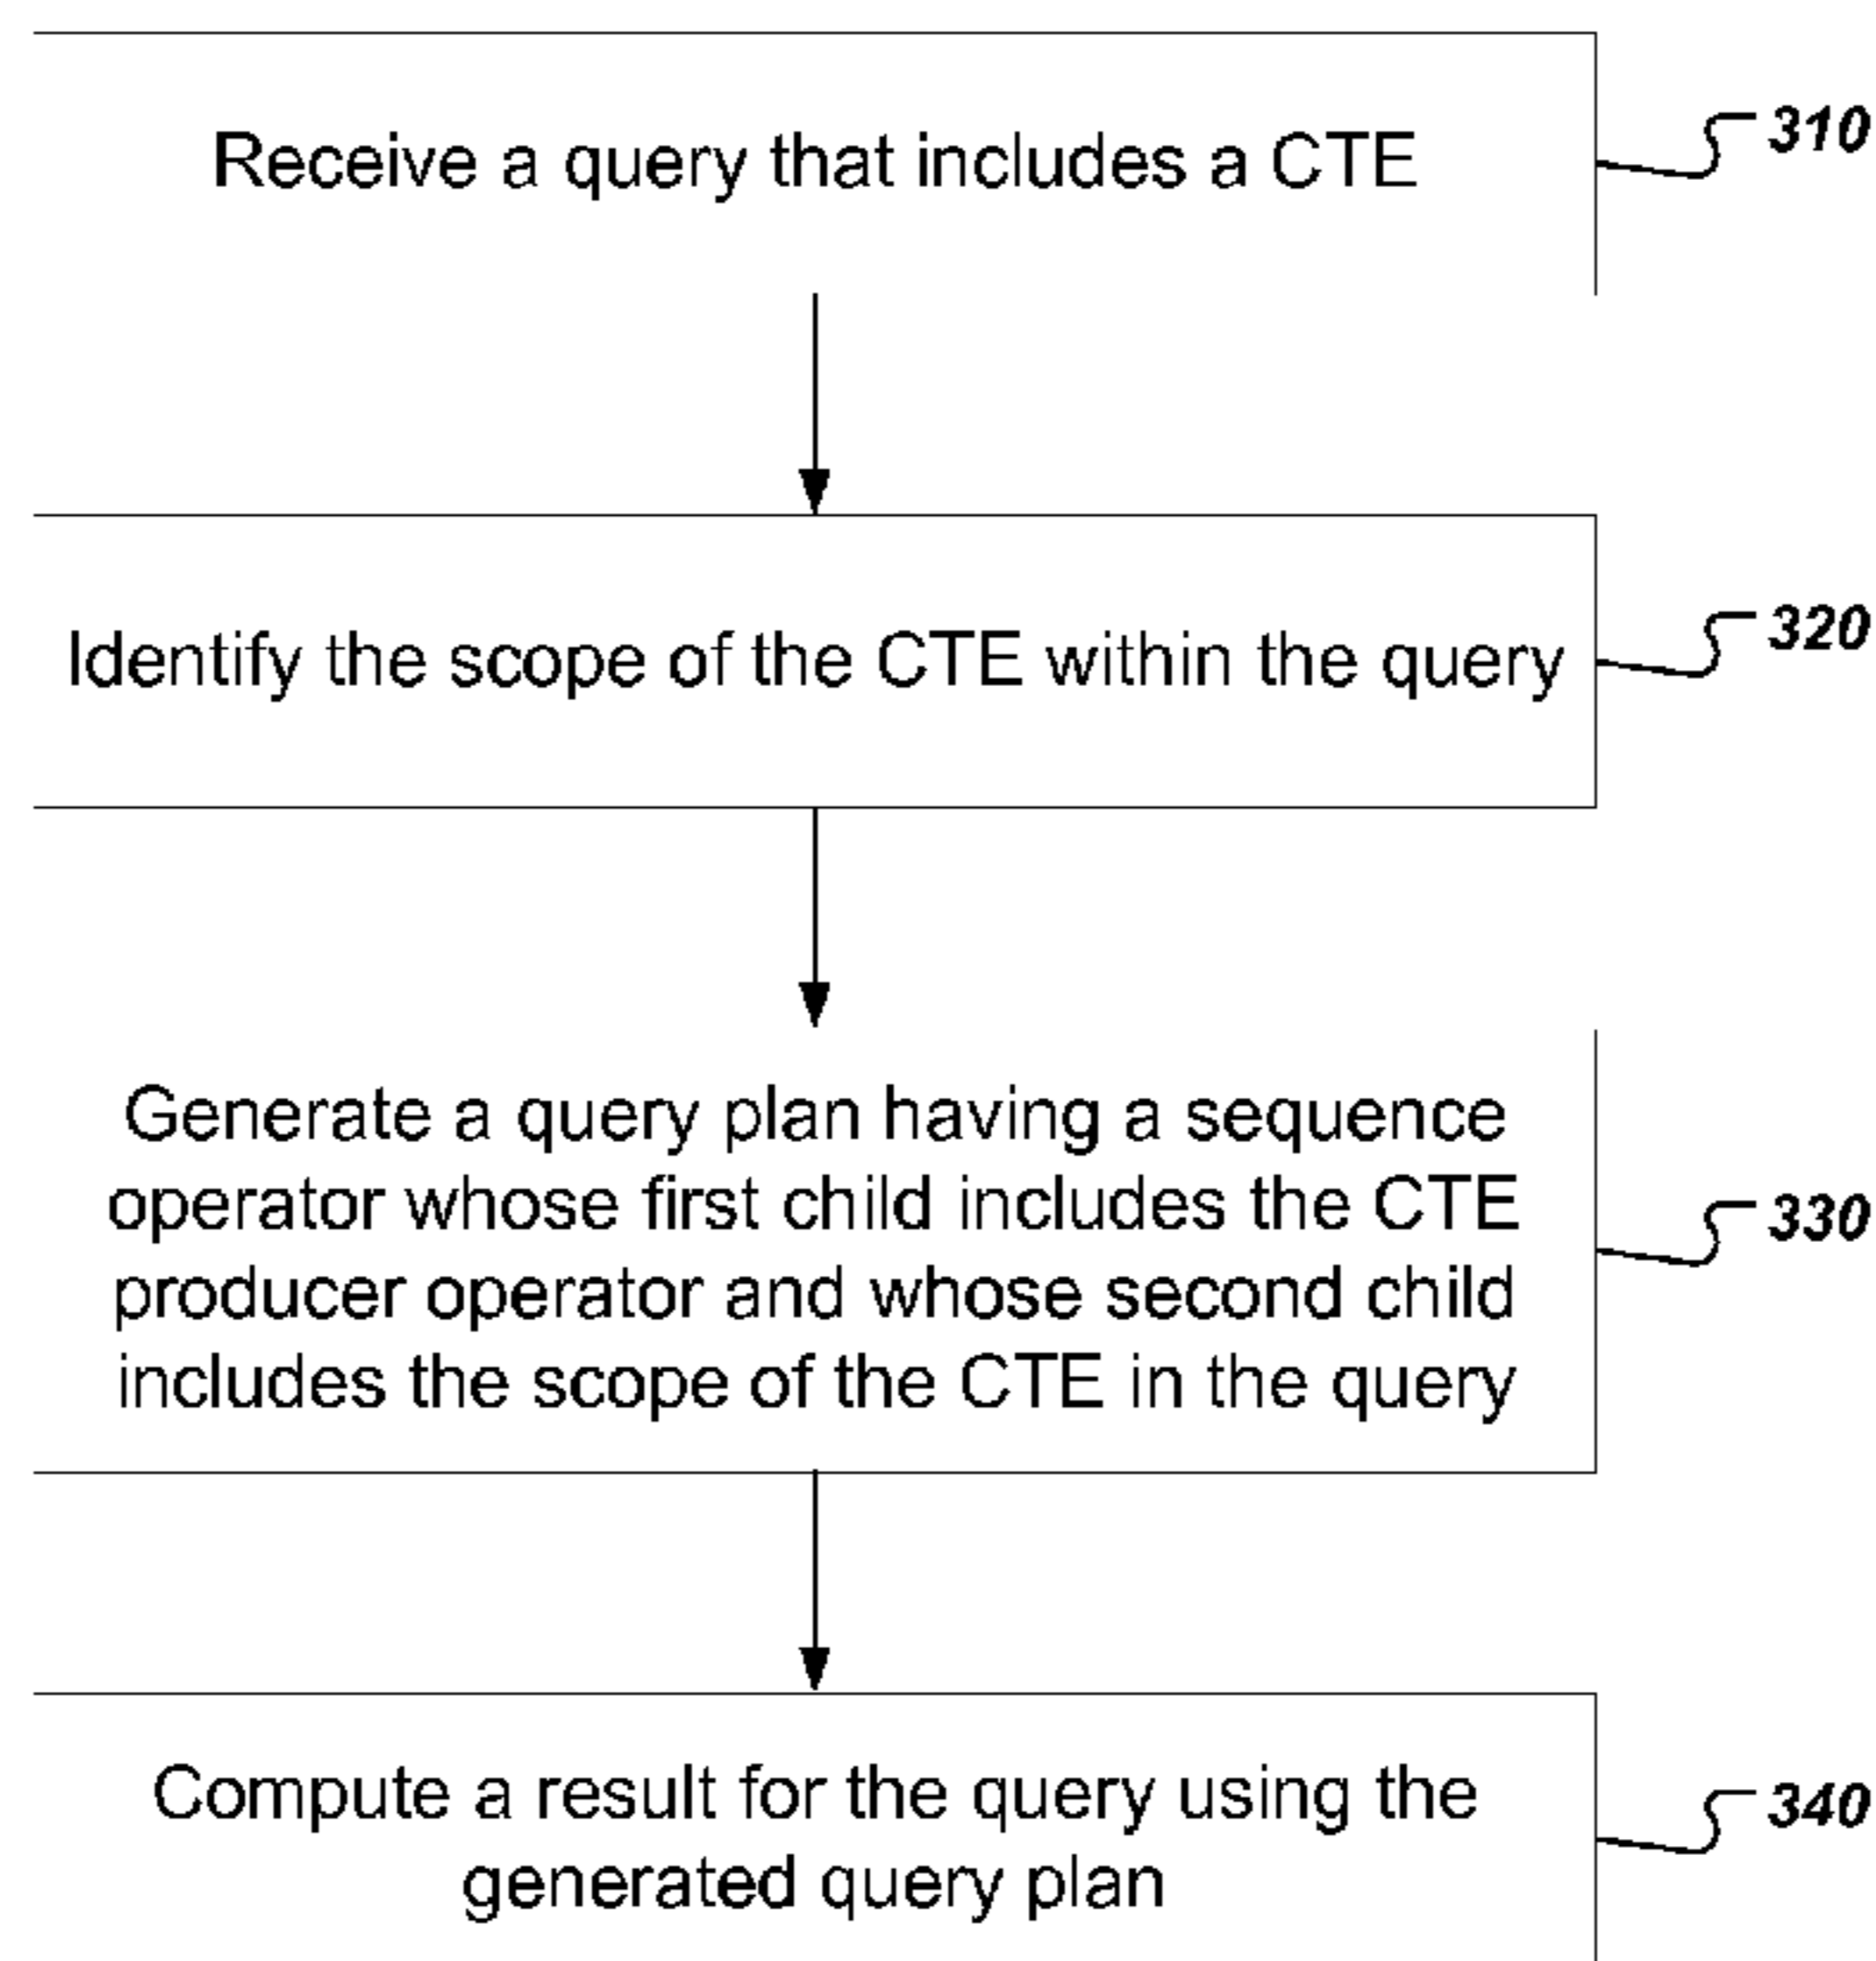 Receive a query that includes a CTE
310
Identify the scope of the CTE within the query
320
Generate a query plan having a sequence
operator whose first child includes the CTE
producer operator and whose second child
includes the scope of the CTE in the query
330
Compute a result for the query using the
generated query plan
340